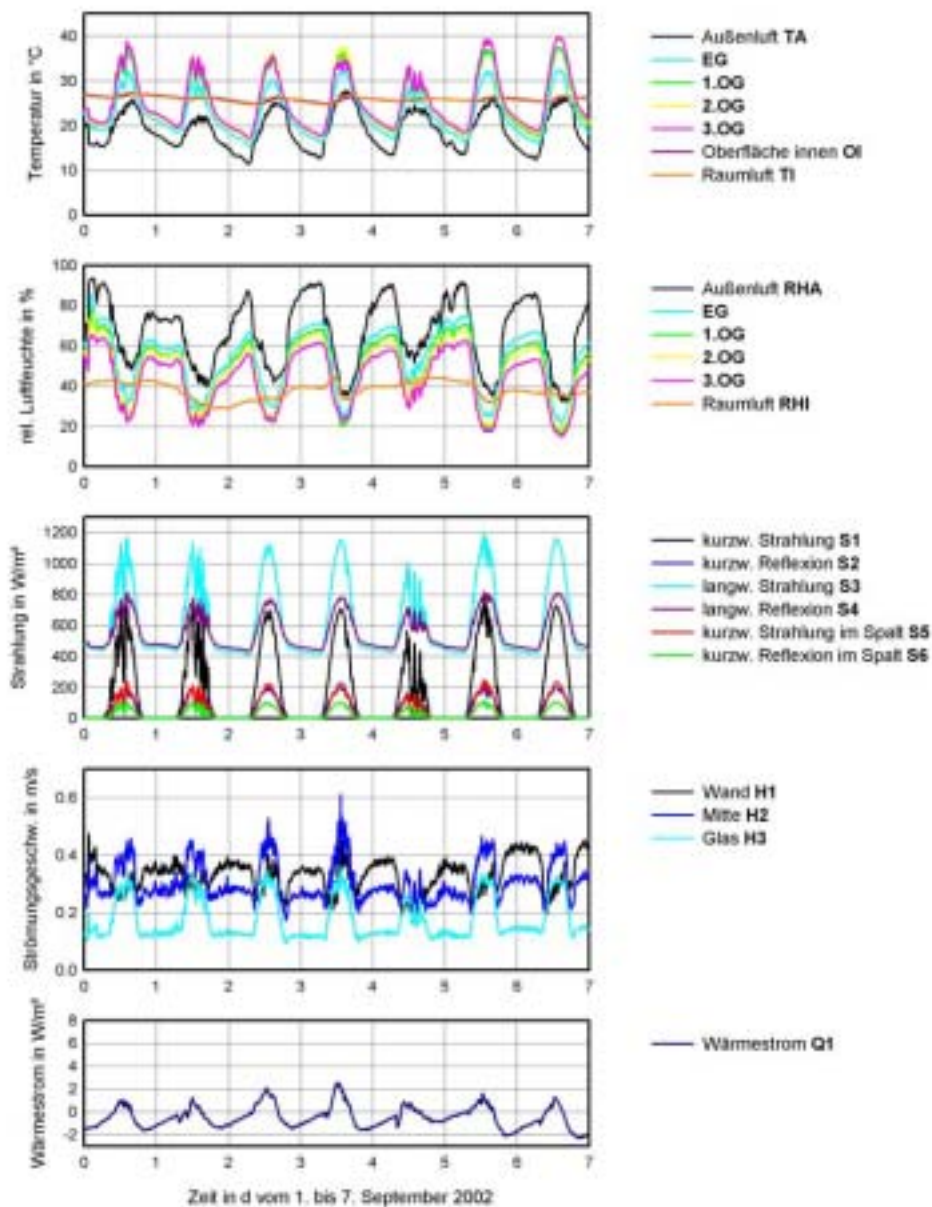 Temperatur in °C
40
30
20
10
0
0 1 2 3 4 5 6 7
Außenluft TA
EG
1.OG
2.OG
3.OG
Oberfläche innen OI
Raumluft TI
rel. Luftfeuchte in %
100
80
60
40
20
0
0 1 2 3 4 5 6 7
Außenluft RHA
EG
1.OG
2.OG
3.OG
Raumluft RHI
Strahlung in W/m²
1200
1000
800
600
400
200
0
0 1 2 3 4 5 6 7
kurzw. Strahlung S1
kurzw. Reflexion S2
langw. Strahlung S3
langw. Reflexion S4
kurzw. Strahlung im Spalt S5
kurzw. Reflexion im Spalt S6
Strömungsgeschw. in m/s
0.6
0.4
0.2
0.0
0 1 2 3 4 5 6 7
Wand H1
Mitte H2
Glas H3
Wärmestrom in W/m²
8
6
4
2
0
-2
0 1 2 3 4 5 6 7
Wärmestrom Q1
Zeit in d vom 1. bis 7. September 2002